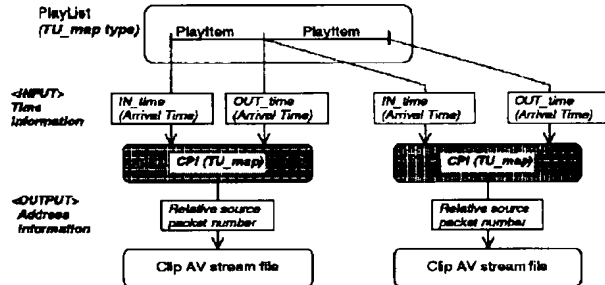 PlayList
(TU_map type)
PlayItem PlayItem
<INPUT>
Time
Information
IN_time
(Arrival Time)
OUT_time
(Arrival Time)
IN_time
(Arrival Time)
OUT_time
(Arrival Time)
CPI (TU_map)
CPI (TU_map)
<OUTPUT>
Address
Information
Relative source
packet number
Relative source
packet number
Clip AV stream file
Clip AV stream file